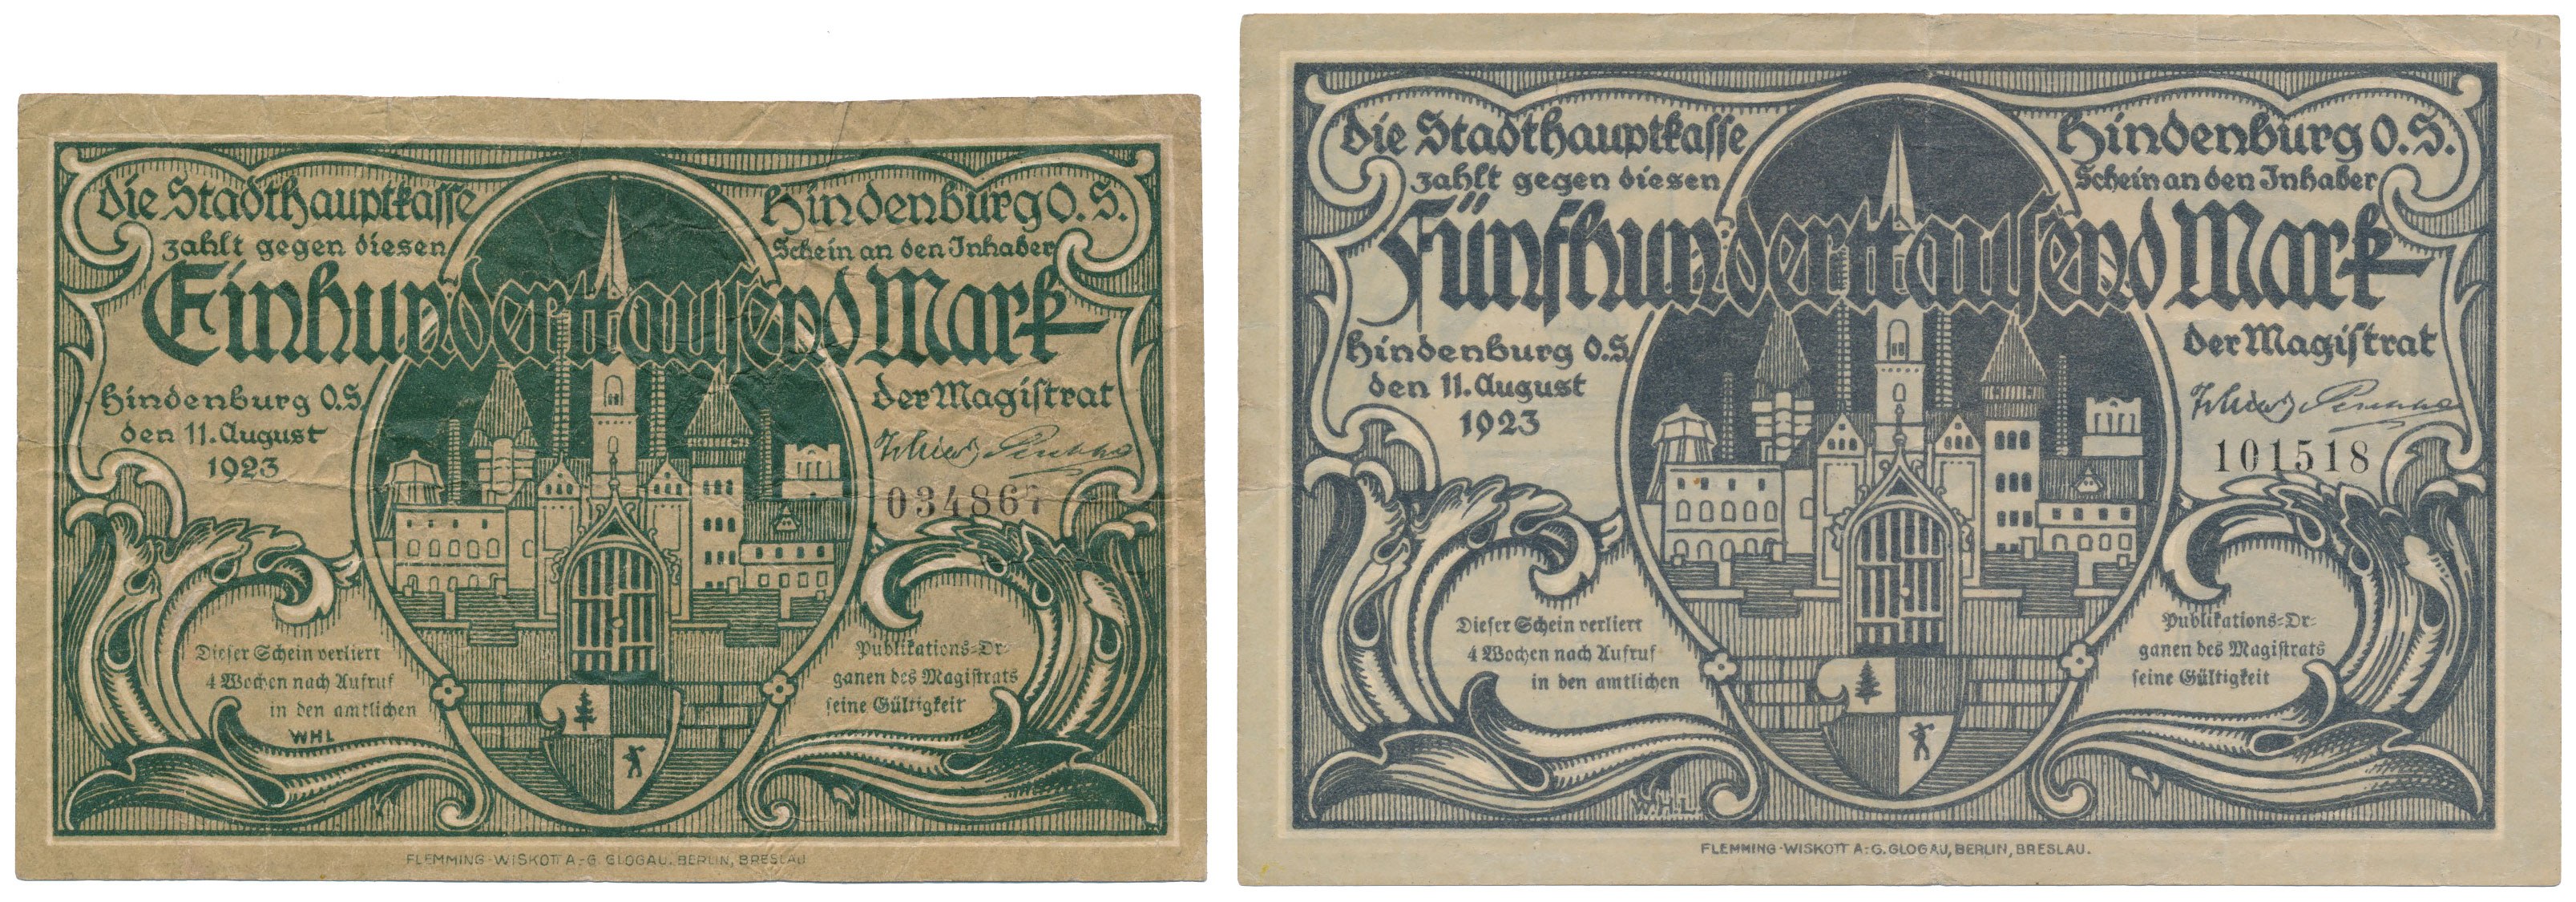 Die Stadthauptkasse Hindenburg O.S.
zahlt gegen diesen Schein an den Inhaber
Einhunderttausend Mark
Hindenburg O.S. der Magistrat
den 11. August
1923
034867
Dieser Schein verliert Publikations-Or-
4 Wochen nach Aufruf ganen des Magistrats
in den amtlichen seine Gültigkeit
WHL
FLEMMING-WISKOTT A.-G. GLOGAU. BERLIN, BRESLAU
Die Stadthauptkasse Hindenburg O.S.
zahlt gegen diesen Schein an den Inhaber
Fünfhunderttausend Mark
Hindenburg O.S. der Magistrat
den 11. August
1923
101518
Dieser Schein verliert Publikations-Or-
4 Wochen nach Aufruf ganen des Magistrats
in den amtlichen seine Gültigkeit
W.H.L.
FLEMMING-WISKOTT A.-G. GLOGAU, BERLIN, BRESLAU.